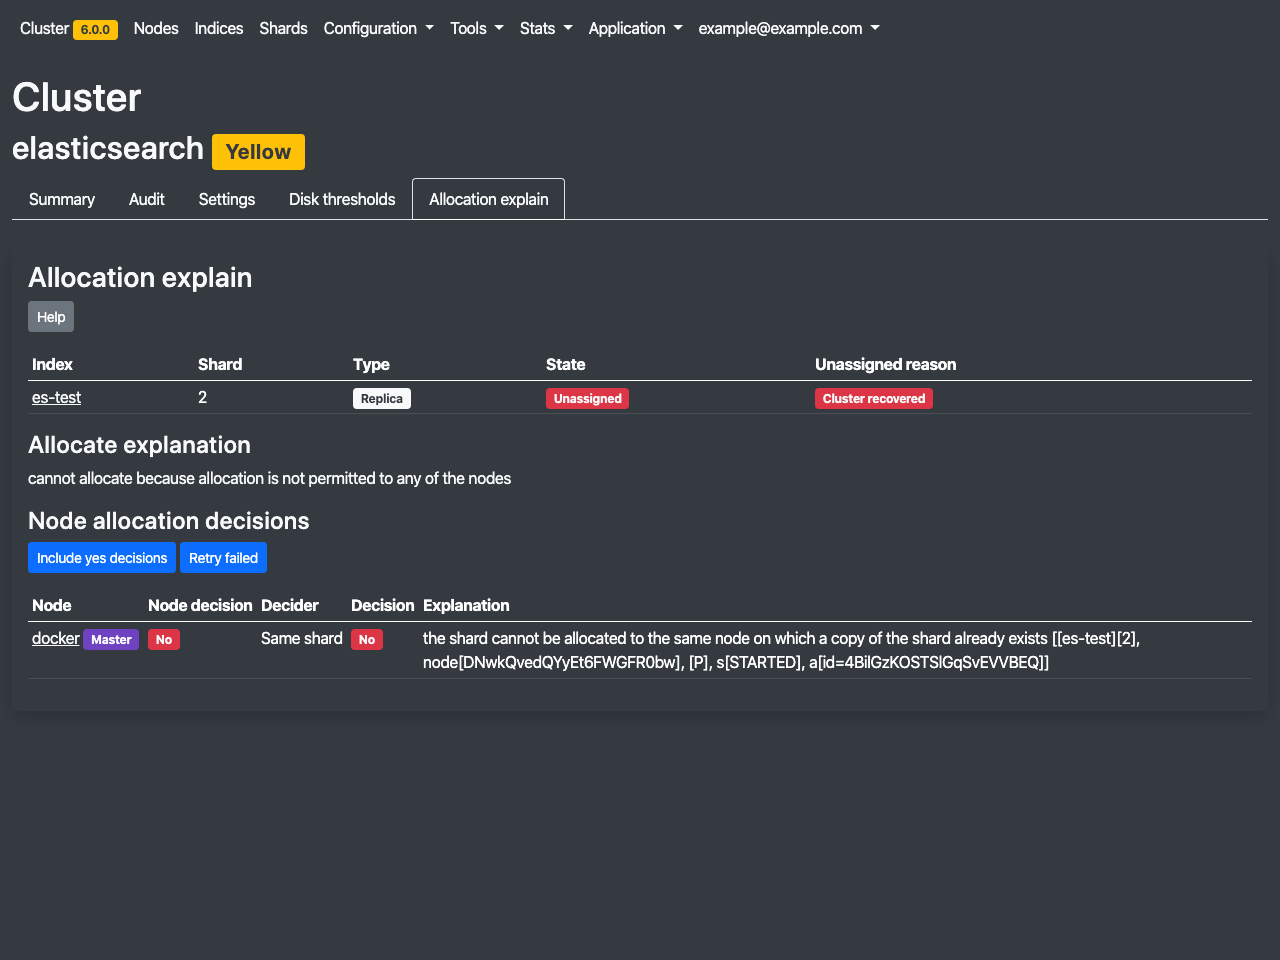 Cluster 6.0.0 Nodes Indices Shards Configuration Tools Stats Application example@example.com
Cluster
elasticsearch Yellow
Summary Audit Settings Disk thresholds Allocation explain
Allocation explain
Help
Index Shard Type State Unassigned reason
es-test 2 Replica Unassigned Cluster recovered
Allocate explanation
cannot allocate because allocation is not permitted to any of the nodes
Node allocation decisions
Include yes decisions Retry failed
Node Node decision Decider Decision Explanation
docker Master No Same shard No the shard cannot be allocated to the same node on which a copy of the shard already exists [[es-test][2],
node[DNwkQvedQYyEt6FWGFR0bw], [P], s[STARTED], a[id=4BilGzKOSTSlGqSvEVVBEQ]]